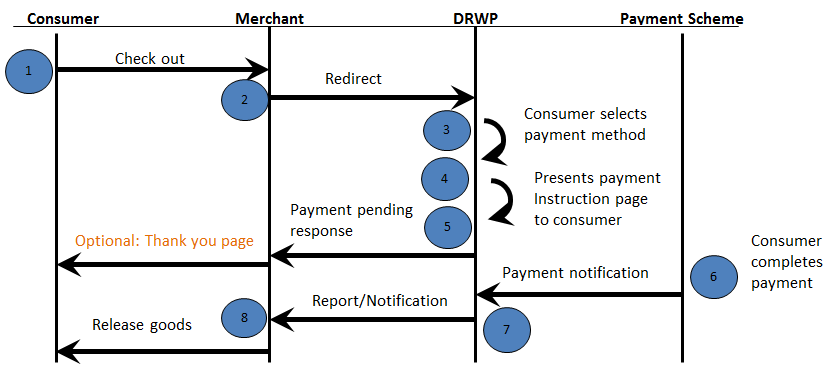 Consumer
Merchant
DRWP
Payment Scheme
1
Check out
2
Redirect
3
Consumer selects
payment method
4
Presents payment
Instruction page
to consumer
5
Payment pending
response
Optional: Thank you page
6
Consumer
completes
payment
Payment notification
7
Report/Notification
8
Release goods